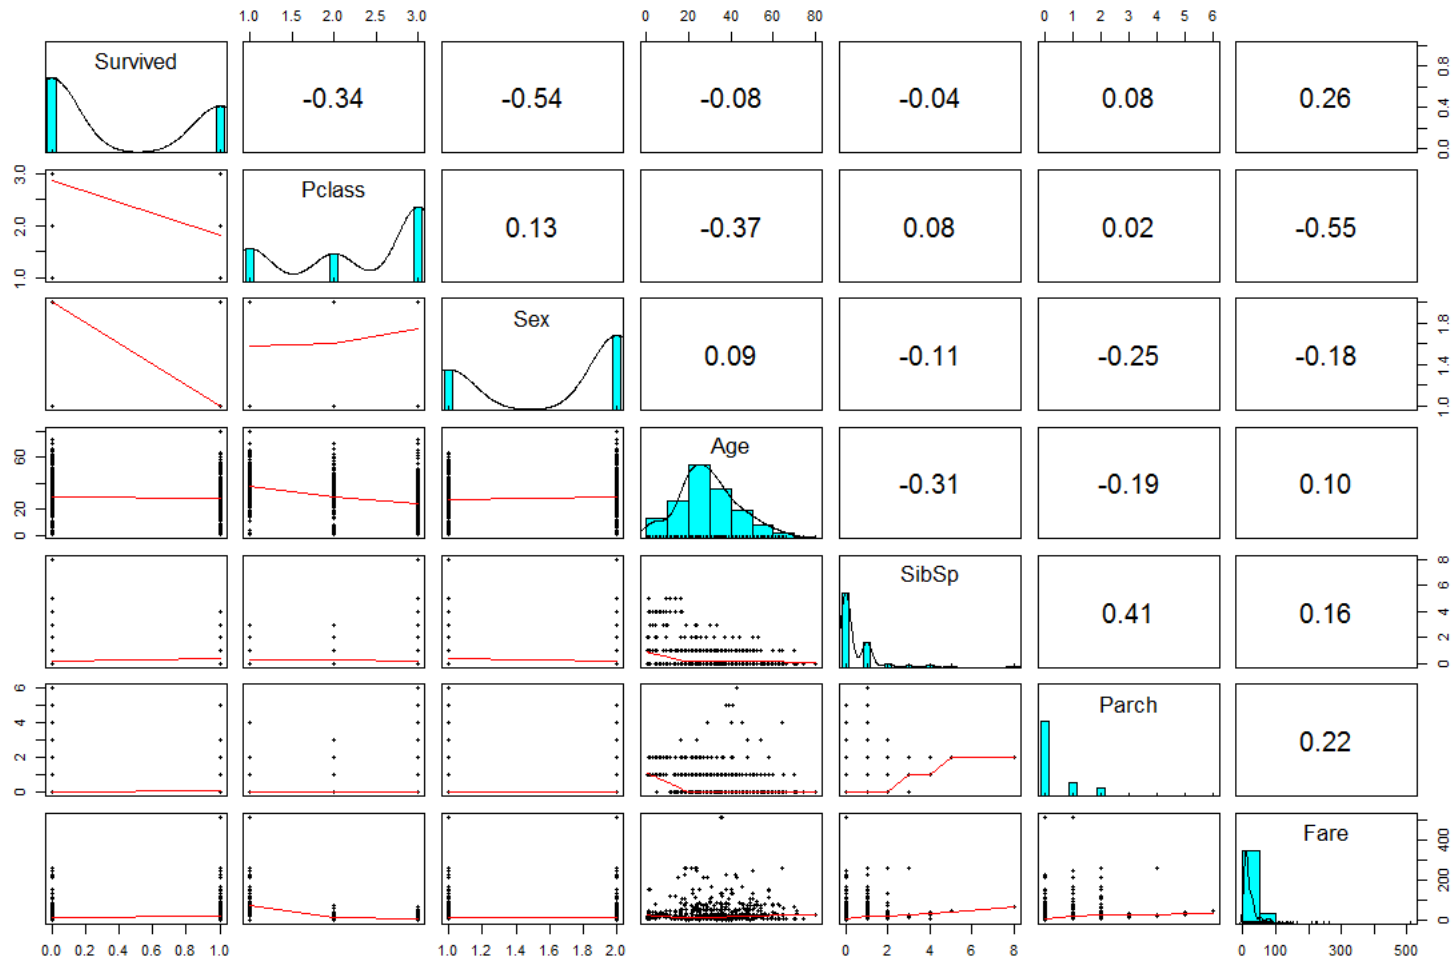 1.0 1.5 2.0 2.5 3.0 0 20 40 60 80 0 1 2 3 4 5 6
Survived -0.34 -0.54 -0.08 -0.04 0.08 0.26 0.0 0.4 0.8
1.0 2.0 3.0 Pclass 0.13 -0.37 0.08 0.02 -0.55
Sex 0.09 -0.11 -0.25 -0.18 1.0 1.4 1.8
0 20 60 Age -0.31 -0.19 0.10
SibSp 0.41 0.16 0 2 4 6 8
0 2 4 6 Parch 0.22
Fare 0 200 400
0.0 0.2 0.4 0.6 0.8 1.0 1.0 1.2 1.4 1.6 1.8 2.0 0 2 4 6 8 0 100 300 500